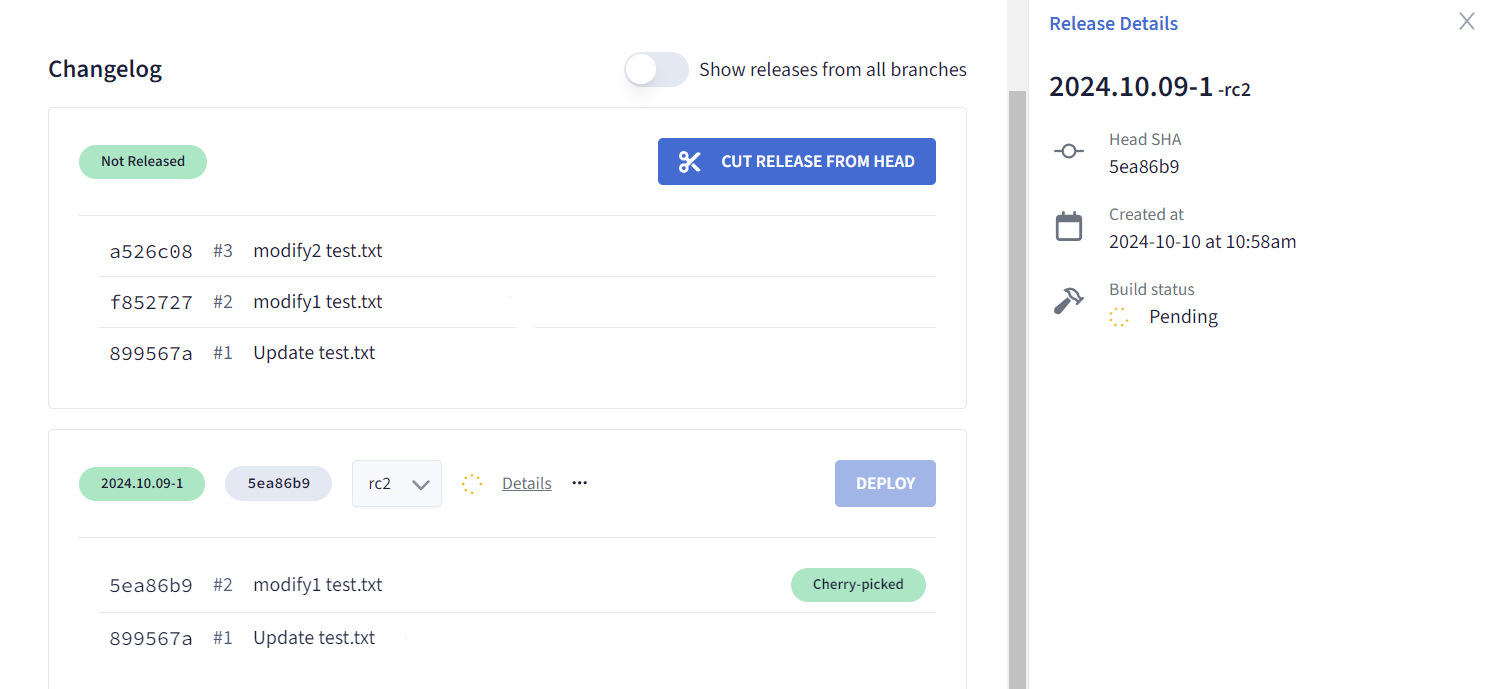 Changelog
Show releases from all branches
Not Released
CUT RELEASE FROM HEAD
a526c08 #3 modify2 test.txt
f852727 #2 modify1 test.txt
899567a #1 Update test.txt
2024.10.09-1 5ea86b9 rc2 Details ••• DEPLOY
5ea86b9 #2 modify1 test.txt Cherry-picked
899567a #1 Update test.txt
Release Details
2024.10.09-1 -rc2
Head SHA
5ea86b9
Created at
2024-10-10 at 10:58am
Build status
Pending